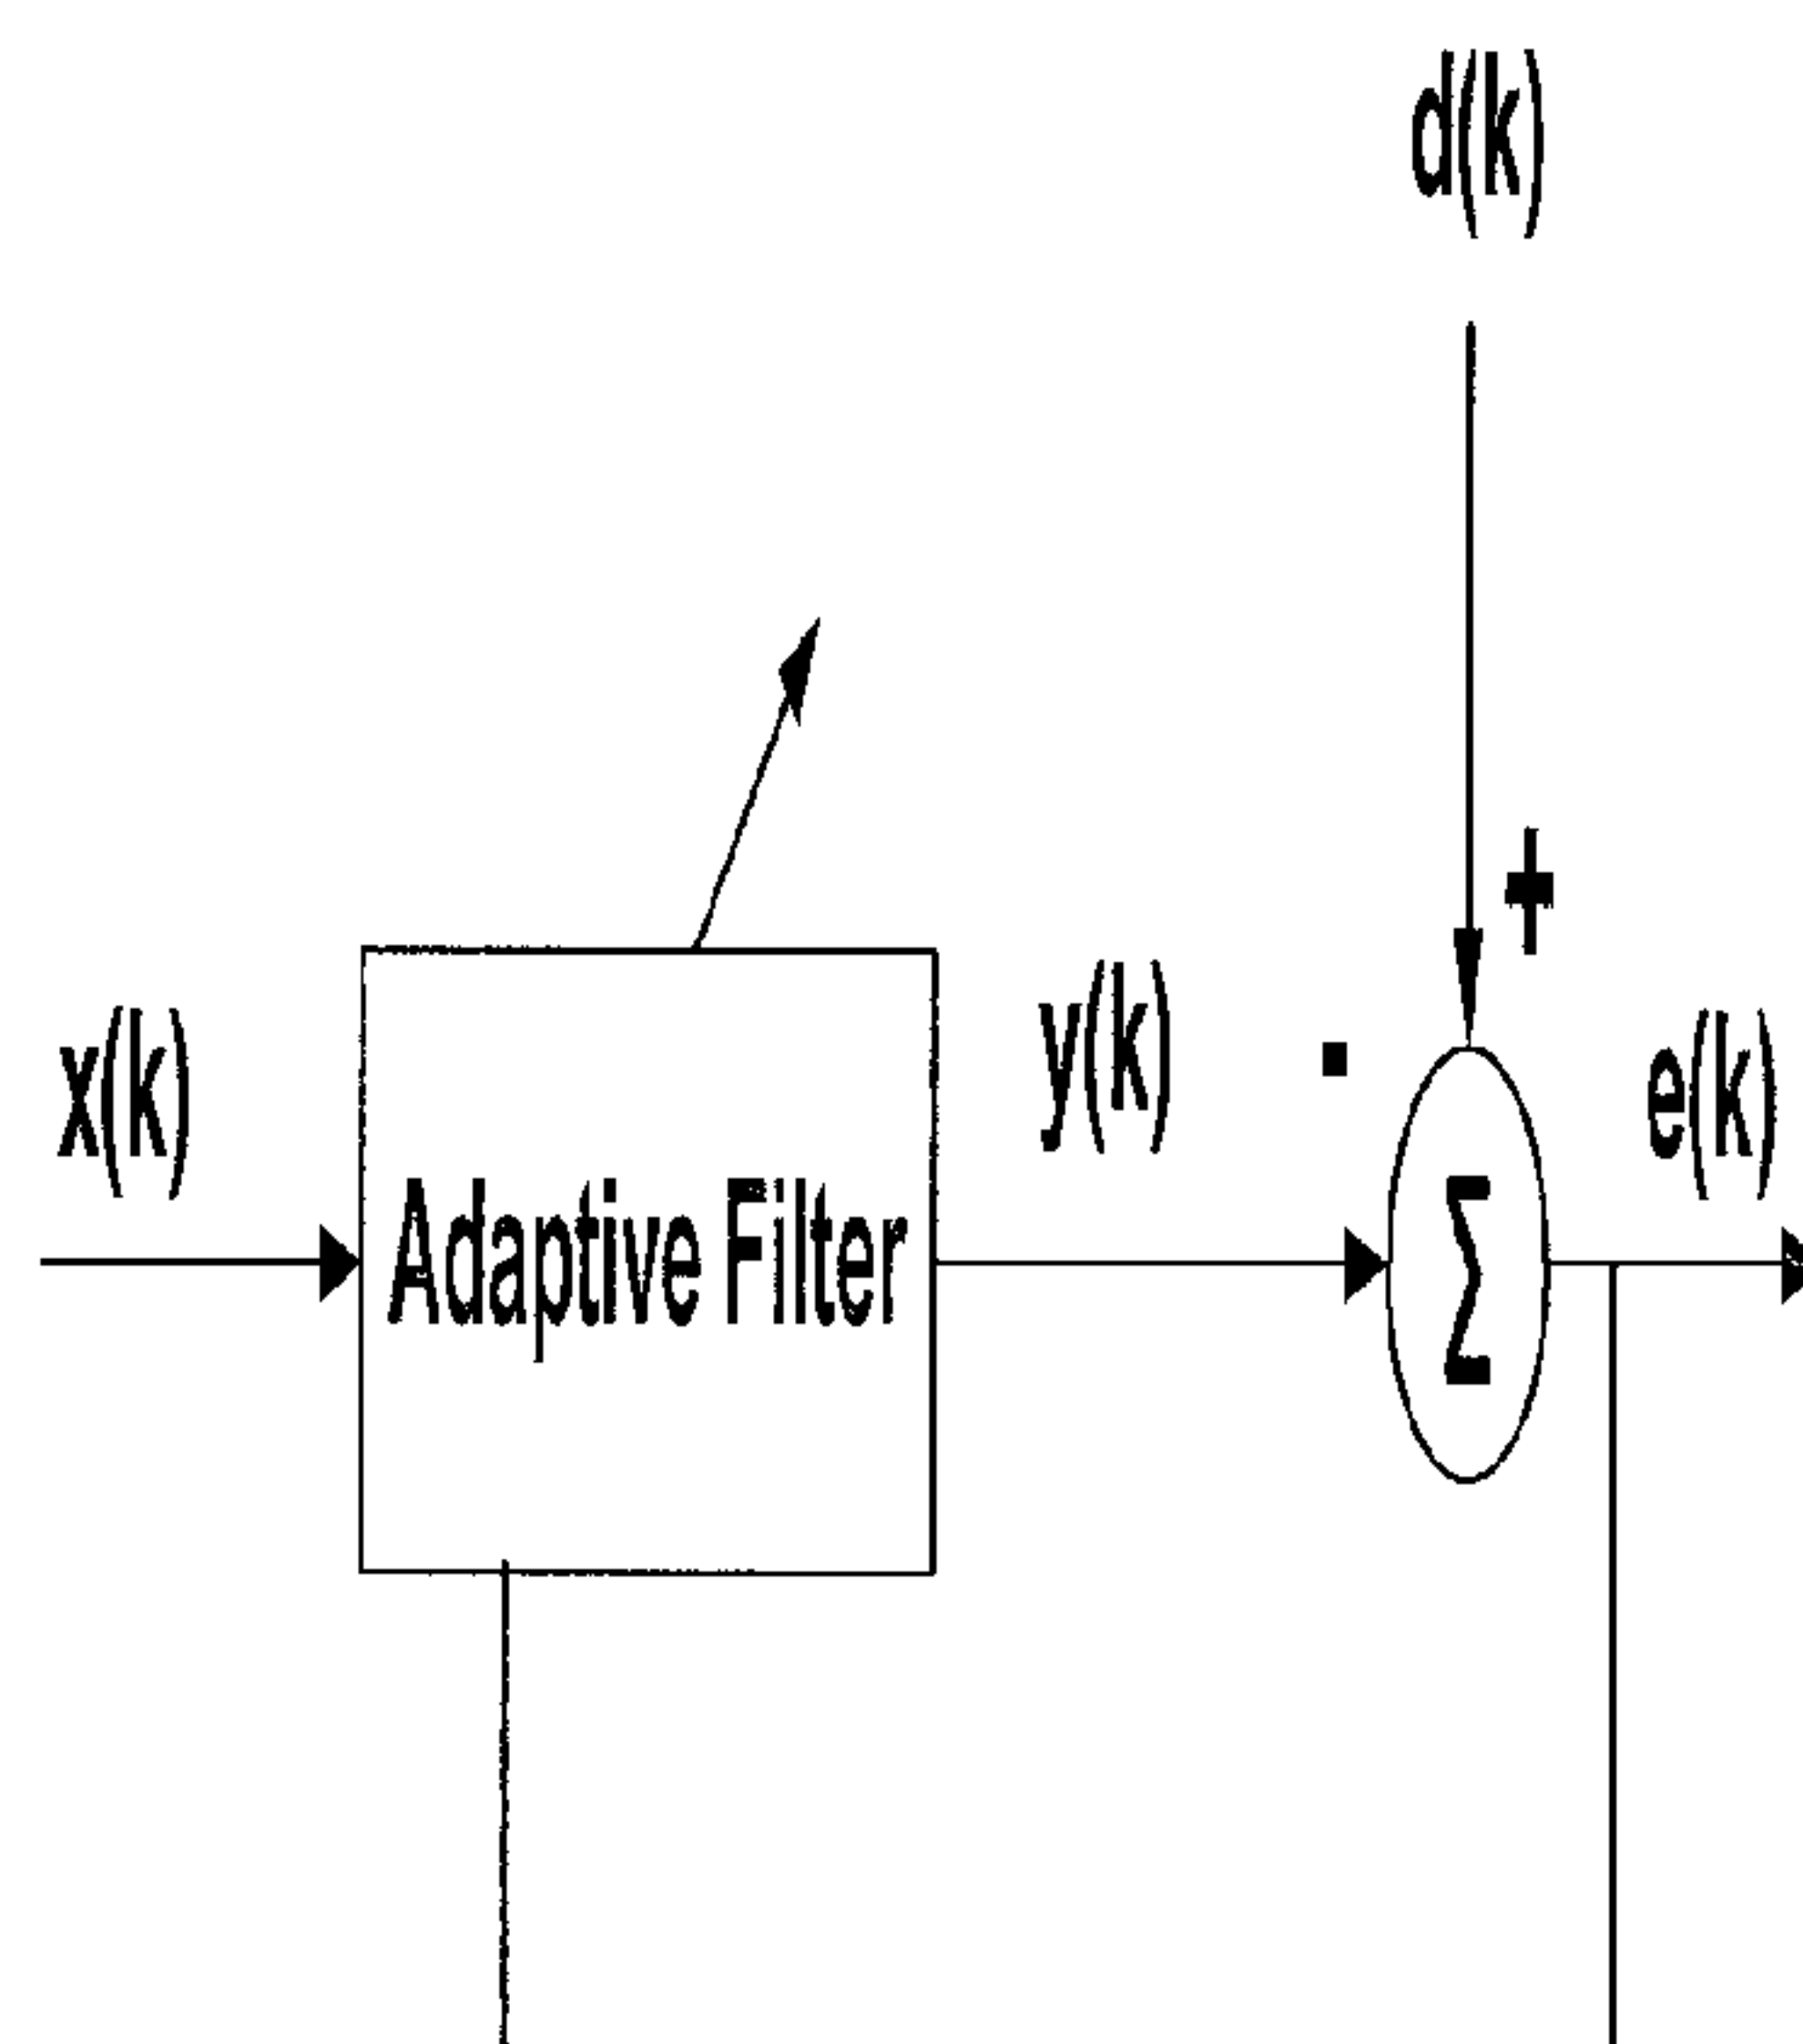 d(k)
+
x(k)
y(k)
-
e(k)
Adaptive Filter
Σ